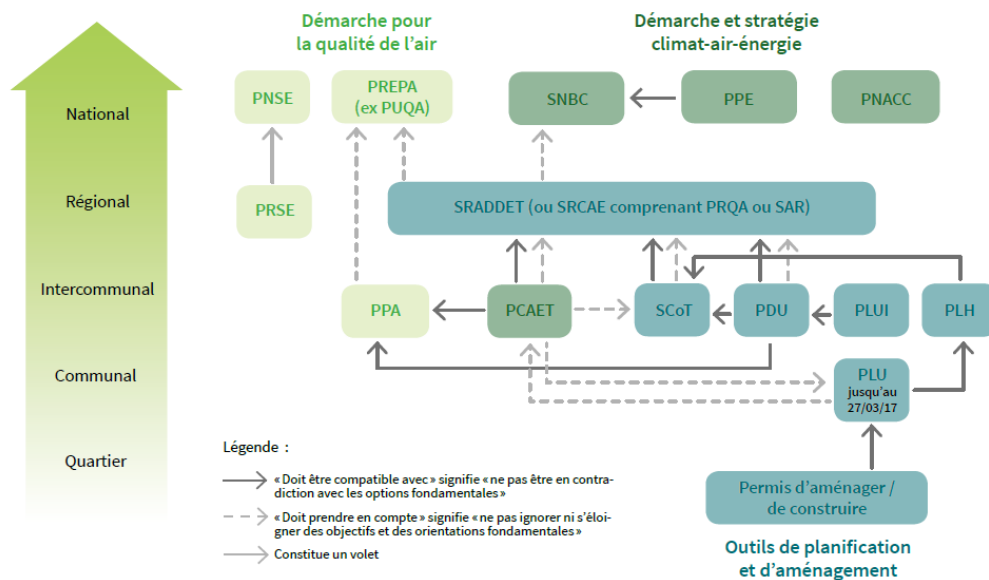 Démarche pour
la qualité de l’air
Démarche et stratégie
climat-air-énergie
National
PNSE
PREPA
(ex PUQA)
SNBC
PPE
PNACC
Régional
PRSE
SRADDET (ou SRCAE comprenant PRQA ou SAR)
Intercommunal
PPA
PCAET
SCoT
PDU
PLUI
PLH
Communal
PLU
jusqu’au
27/03/17
Quartier
Légende :
« Doit être compatible avec » signifie « ne pas être en contra-
diction avec les options fondamentales »
« Doit prendre en compte » signifie « ne pas ignorer ni s’éloi-
gner des objectifs et des orientations fondamentales »
Constitue un volet
Permis d’aménager /
de construire
Outils de planification
et d’aménagement